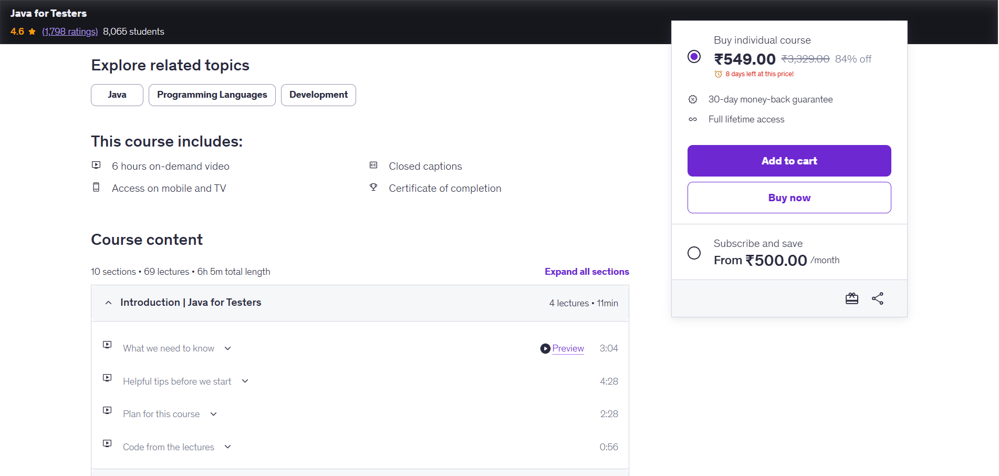 Java for Testers
4.6 (1,798 ratings) 8,065 students
Explore related topics
Java Programming Languages Development
This course includes:
6 hours on-demand video Closed captions
Access on mobile and TV Certificate of completion
Course content
10 sections • 69 lectures • 6h 5m total length Expand all sections
Introduction | Java for Testers 4 lectures • 11min
What we need to know Preview 3:04
Helpful tips before we start 4:28
Plan for this course 2:28
Code from the lectures 0:56
Buy individual course
₹549.00 ₹3,329.00 84% off
8 days left at this price!
30-day money-back guarantee
Full lifetime access
Add to cart
Buy now
Subscribe and save
From ₹500.00 /month